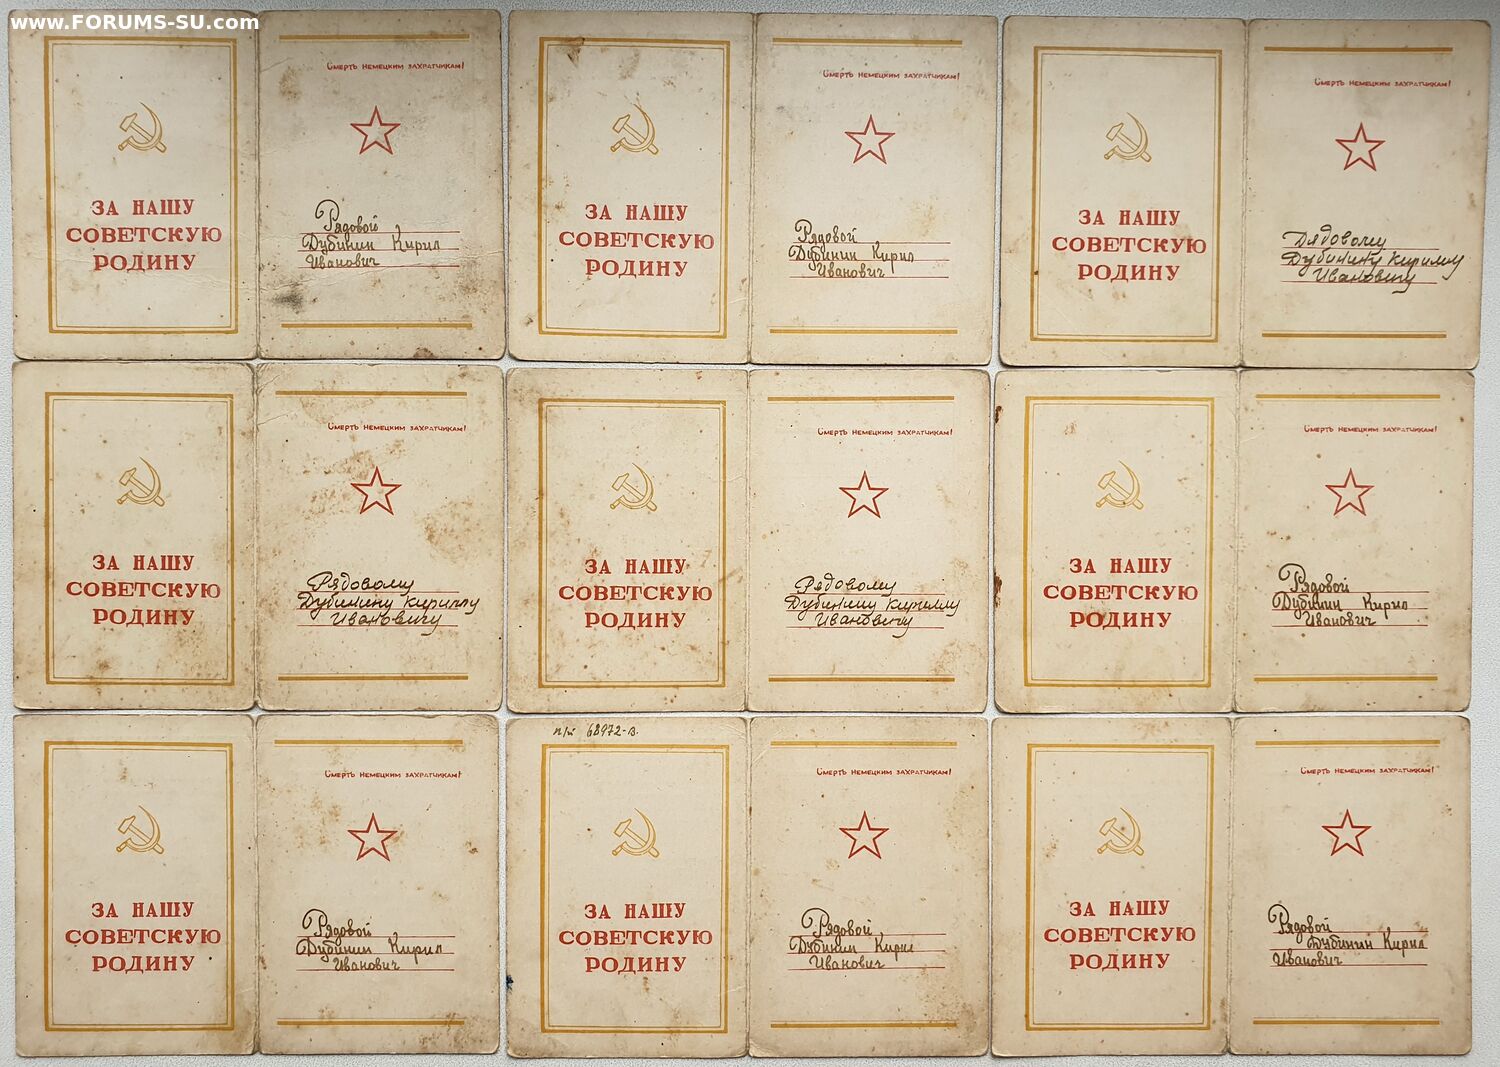 www.FORUMS-SU.com
ЗА НАШУ
СОВЕТСКУЮ
РОДИНУ
Смерть немецким захватчикам!
Рядовой
Дубинин Кирил
Иванович
ЗА НАШУ
СОВЕТСКУЮ
РОДИНУ
Смерть немецким захватчикам!
Рядовой
Дубинин Кирил
Иванович
ЗА НАШУ
СОВЕТСКУЮ
РОДИНУ
Смерть немецким захватчикам!
Рядовому
Дубинину Кириллу
Ивановичу
ЗА НАШУ
СОВЕТСКУЮ
РОДИНУ
Смерть немецким захватчикам!
Рядовому
Дубинину Кириллу
Ивановичу
ЗА НАШУ
СОВЕТСКУЮ
РОДИНУ
Смерть немецким захватчикам!
Рядовому
Дубинину Кириллу
Ивановичу
ЗА НАШУ
СОВЕТСКУЮ
РОДИНУ
Смерть немецким захватчикам!
Рядовой
Дубинин Кирил
Иванович
ЗА НАШУ
СОВЕТСКУЮ
РОДИНУ
Смерть немецким захватчикам!
Рядовой
Дубинин Кирил
Иванович
п/п 68972-в.
ЗА НАШУ
СОВЕТСКУЮ
РОДИНУ
Смерть немецким захватчикам!
Рядовой
Дубинин Кирил
Иванович
ЗА НАШУ
СОВЕТСКУЮ
РОДИНУ
Смерть немецким захватчикам!
Рядовой
Дубинин Кирил
Иванович